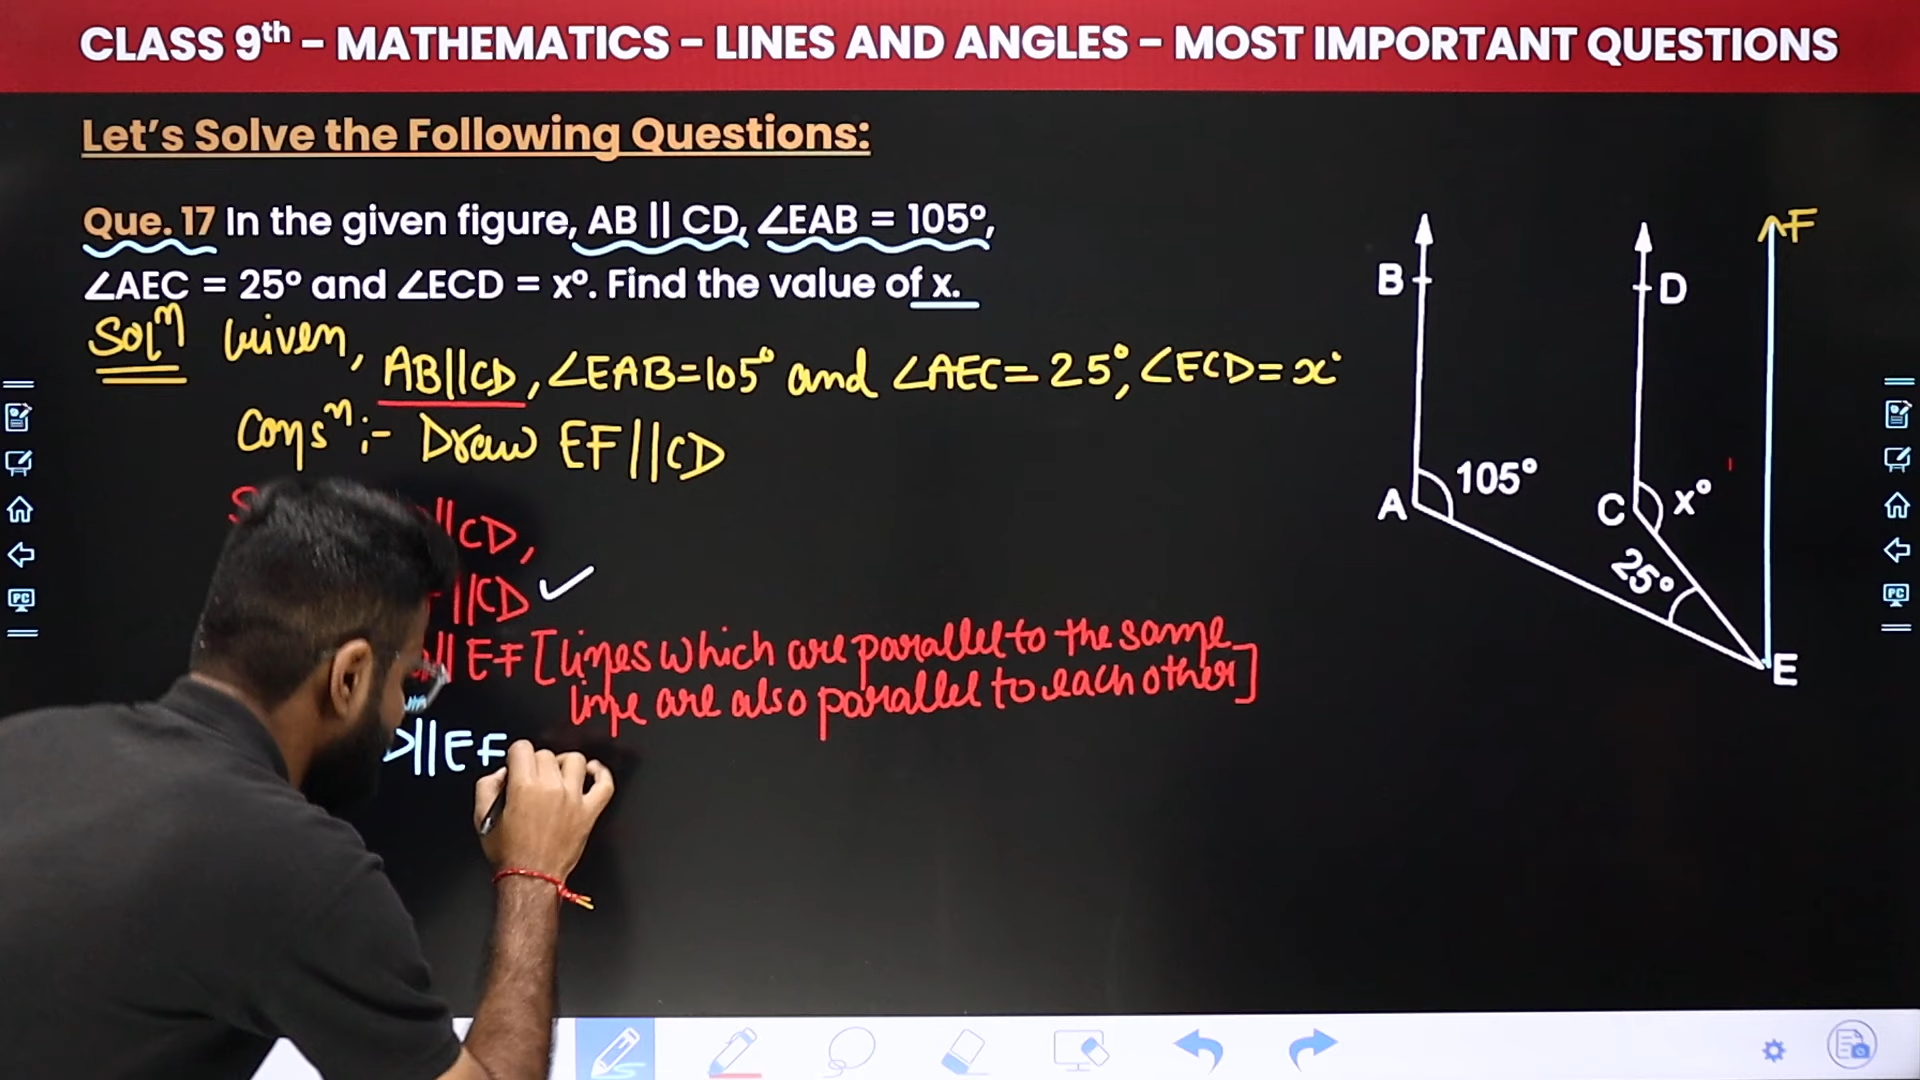 CLASS 9th - MATHEMATICS - LINES AND ANGLES - MOST IMPORTANT QUESTIONS
Let's Solve the Following Questions:
Que. 17 In the given figure, AB || CD, ∠EAB = 105°,
∠AEC = 25° and ∠ECD = x°. Find the value of x.
Solⁿ Given,
AB||CD, ∠EAB=105° and ∠AEC= 25°, ∠ECD= x°
Consⁿ:- Draw EF||CD
||CD,
||CD ✓
|| EF [lines which are parallel to the same
line are also parallel to each other]
||EF
B
D
F
A
105°
C
x°
25°
E
PC
PC